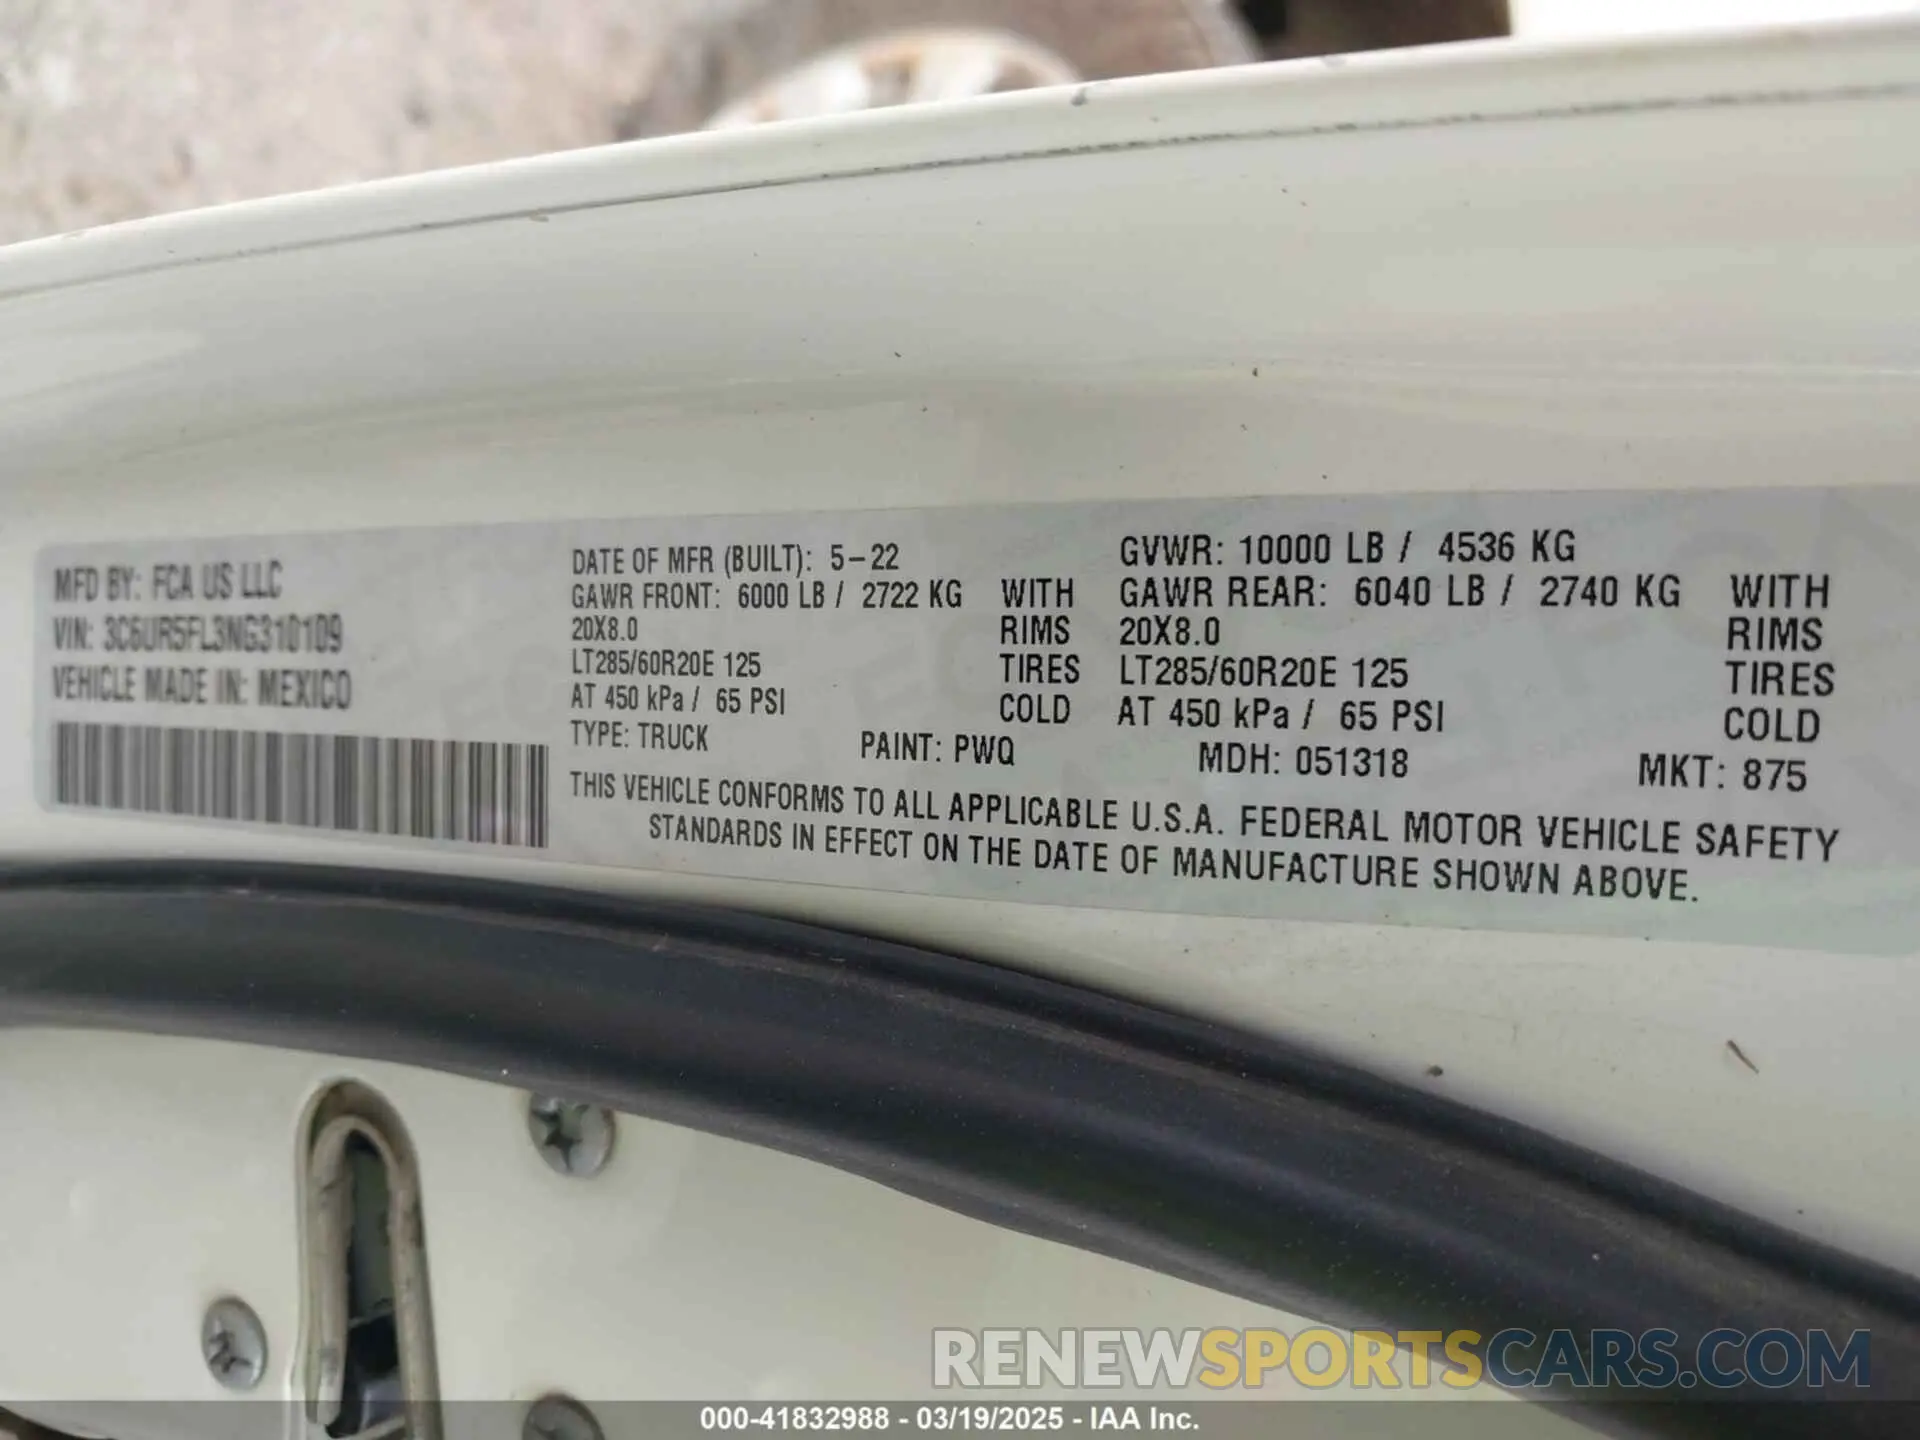 MFD BY: FCA US LLC
VIN: 3C6UR5FL3NG310109
VEHICLE MADE IN: MEXICO
DATE OF MFR (BUILT): 5-22
GAWR FRONT: 6000 LB / 2722 KG WITH
20X8.0 RIMS
LT285/60R20E 125 TIRES
AT 450 kPa / 65 PSI COLD
GVWR: 10000 LB / 4536 KG
GAWR REAR: 6040 LB / 2740 KG WITH
20X8.0 RIMS
LT285/60R20E 125 TIRES
AT 450 kPa / 65 PSI COLD
TYPE: TRUCK PAINT: PWQ MDH: 051318 MKT: 875
THIS VEHICLE CONFORMS TO ALL APPLICABLE U.S.A. FEDERAL MOTOR VEHICLE SAFETY
STANDARDS IN EFFECT ON THE DATE OF MANUFACTURE SHOWN ABOVE.
RENEWSPORTSCARS.COM
000-41832988 - 03/19/2025 - IAA Inc.